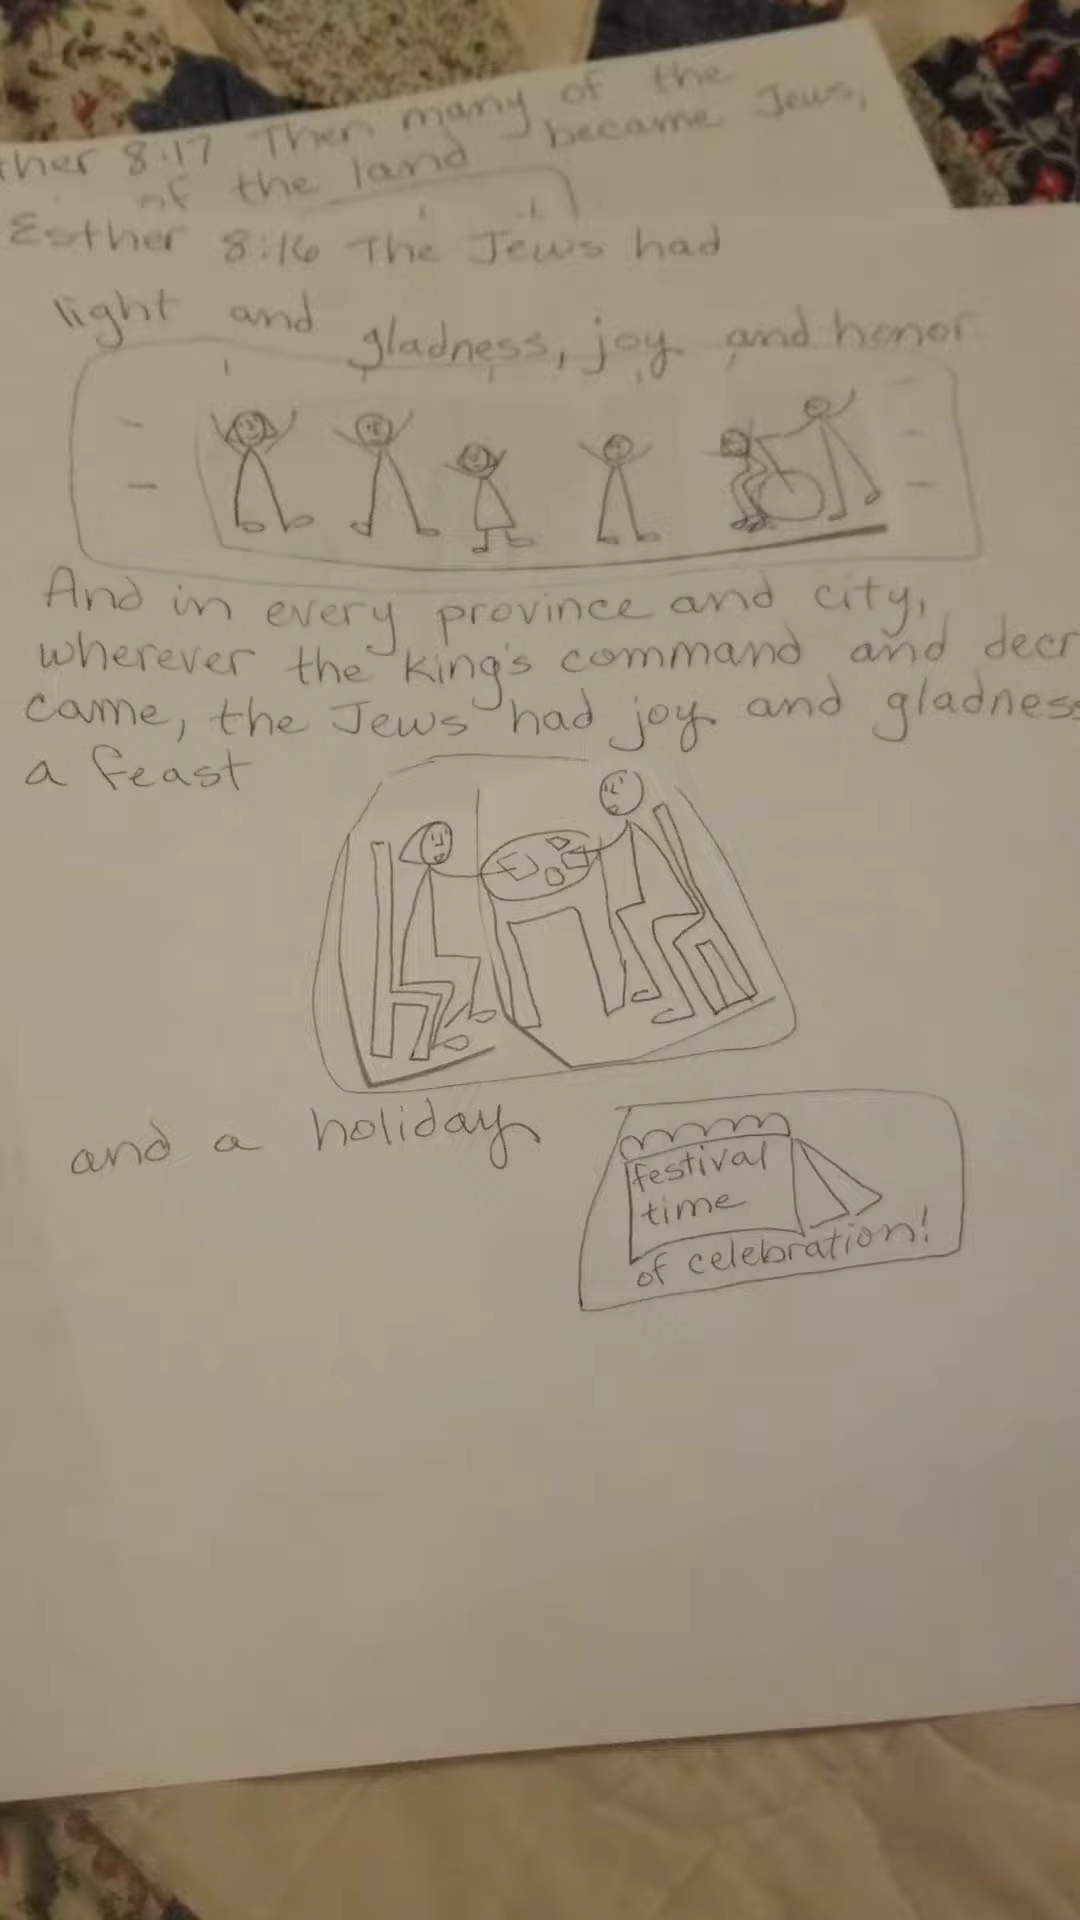 ther 8:17 Then many of the
of the land became Jews,
Esther 8:16 The Jews had
light and gladness, joy and honor
And in every province and city,
wherever the king's command and decr
came, the Jews had joy and gladness
a feast
and a holiday
festival
time
of celebration!